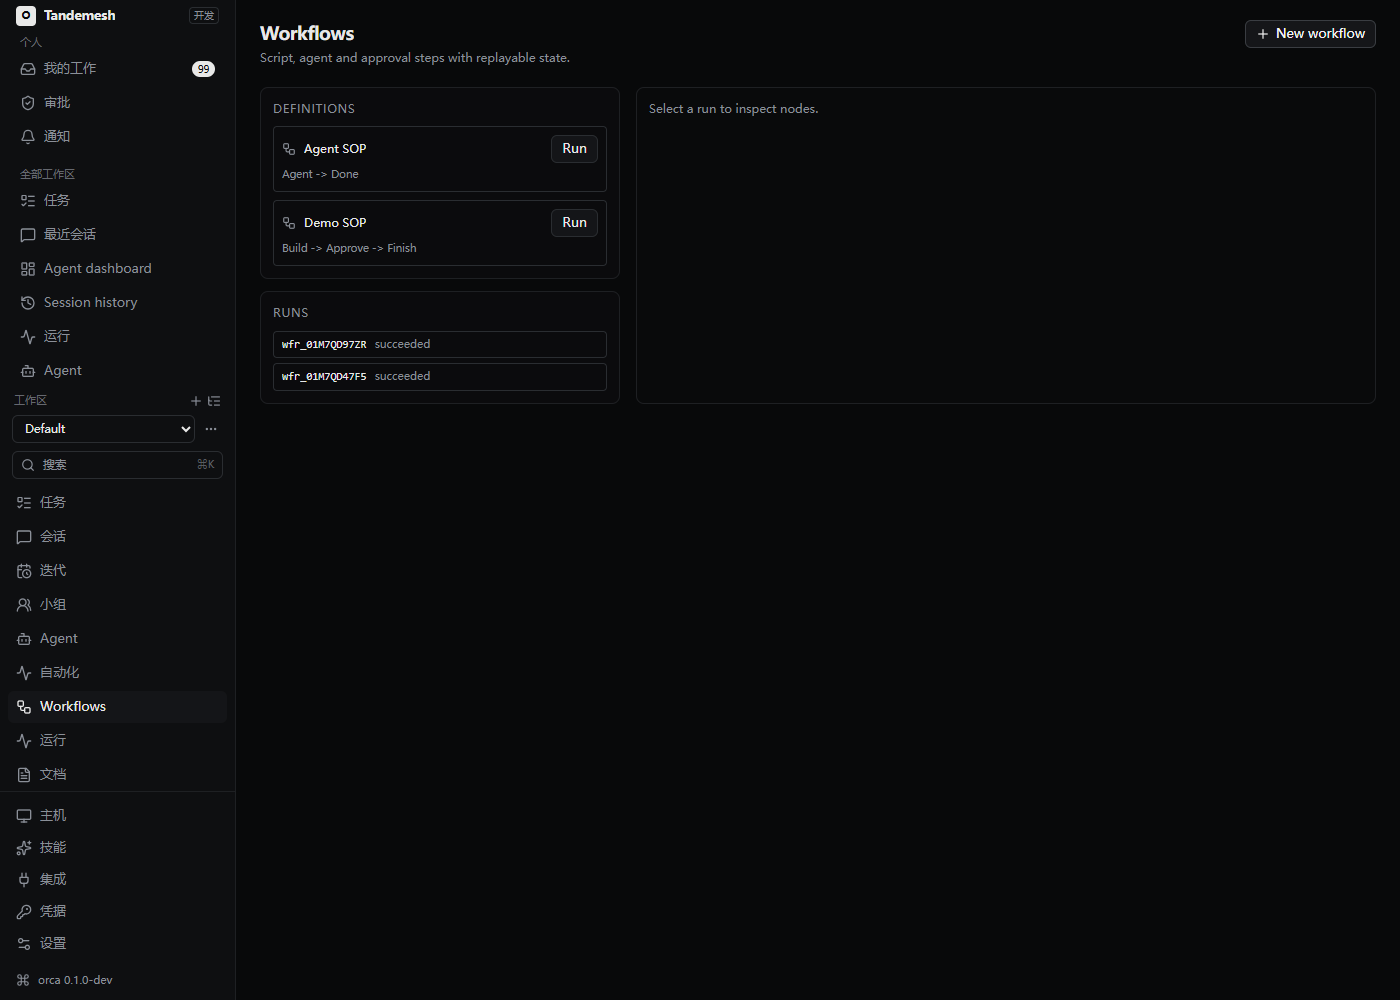 O Tandemesh 开发
个人
我的工作 99
审批
通知
全部工作区
任务
最近会话
Agent dashboard
Session history
运行
Agent
工作区
Default
搜索 ⌘K
任务
会话
迭代
小组
Agent
自动化
Workflows
运行
文档
主机
技能
集成
凭据
设置
orca 0.1.0-dev
Workflows
Script, agent and approval steps with replayable state.
New workflow
DEFINITIONS
Agent SOP Run
Agent -> Done
Demo SOP Run
Build -> Approve -> Finish
RUNS
wfr_01M7QD97ZR succeeded
wfr_01M7QD47F5 succeeded
Select a run to inspect nodes.